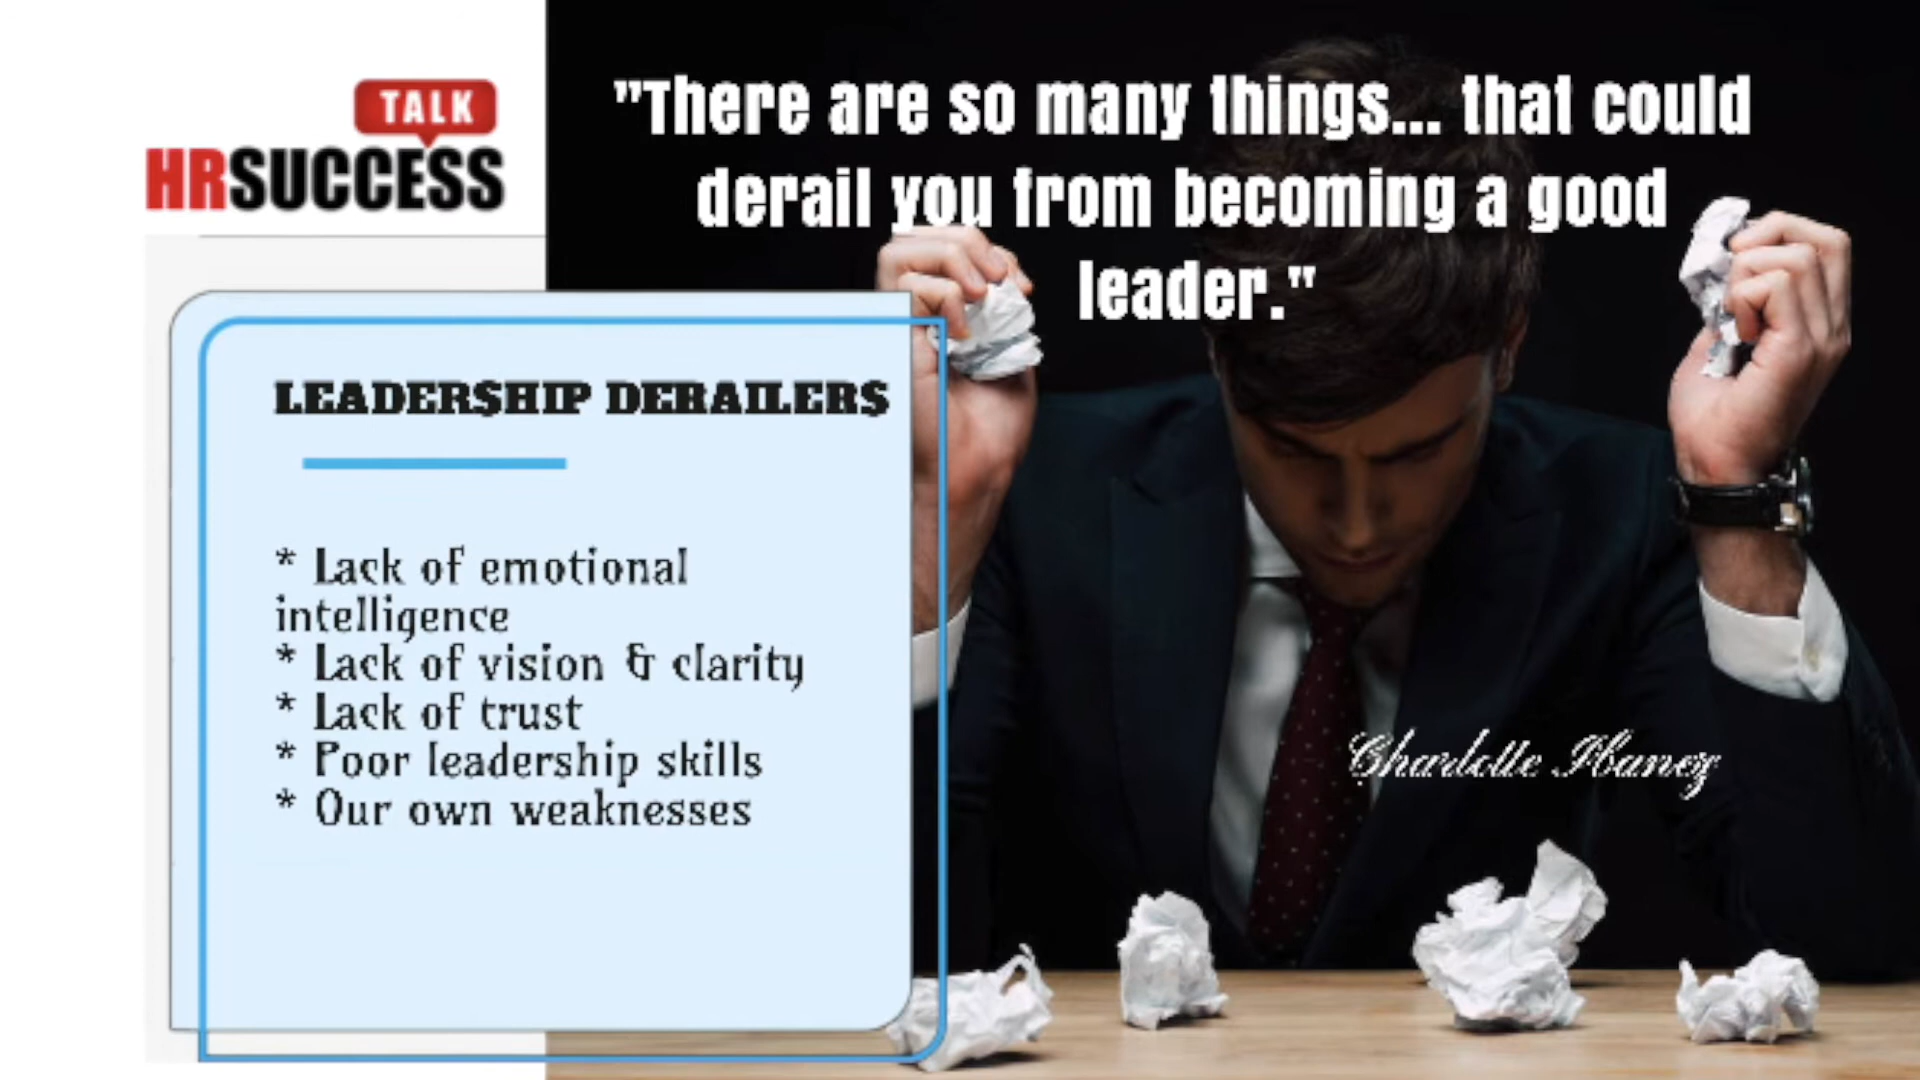 TALK
HRSUCCESS
"There are so many things... that could
derail you from becoming a good
leader."
LEADERSHIP DERAILERS
* Lack of emotional
intelligence
* Lack of vision & clarity
* Lack of trust
* Poor leadership skills
* Our own weaknesses
Charlotte